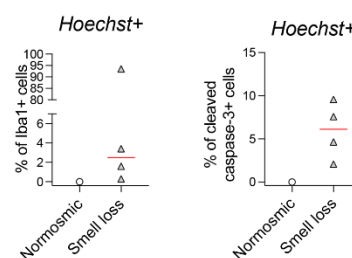 Hoechst+
% of Iba1+ cells
100
95
90
85
80
6
4
2
0
Normosmic
Smell loss
Hoechst+
% of cleaved
caspase-3+ cells
15
10
5
0
Normosmic
Smell loss